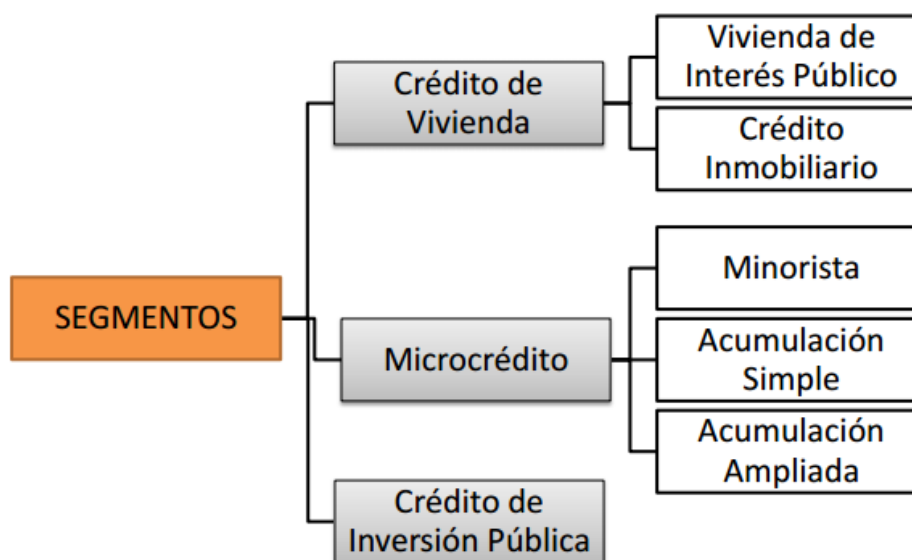 SEGMENTOS
Crédito de
Vivienda
Vivienda de
Interés Público
Crédito
Inmobiliario
Microcrédito
Minorista
Acumulación
Simple
Acumulación
Ampliada
Crédito de
Inversión Pública